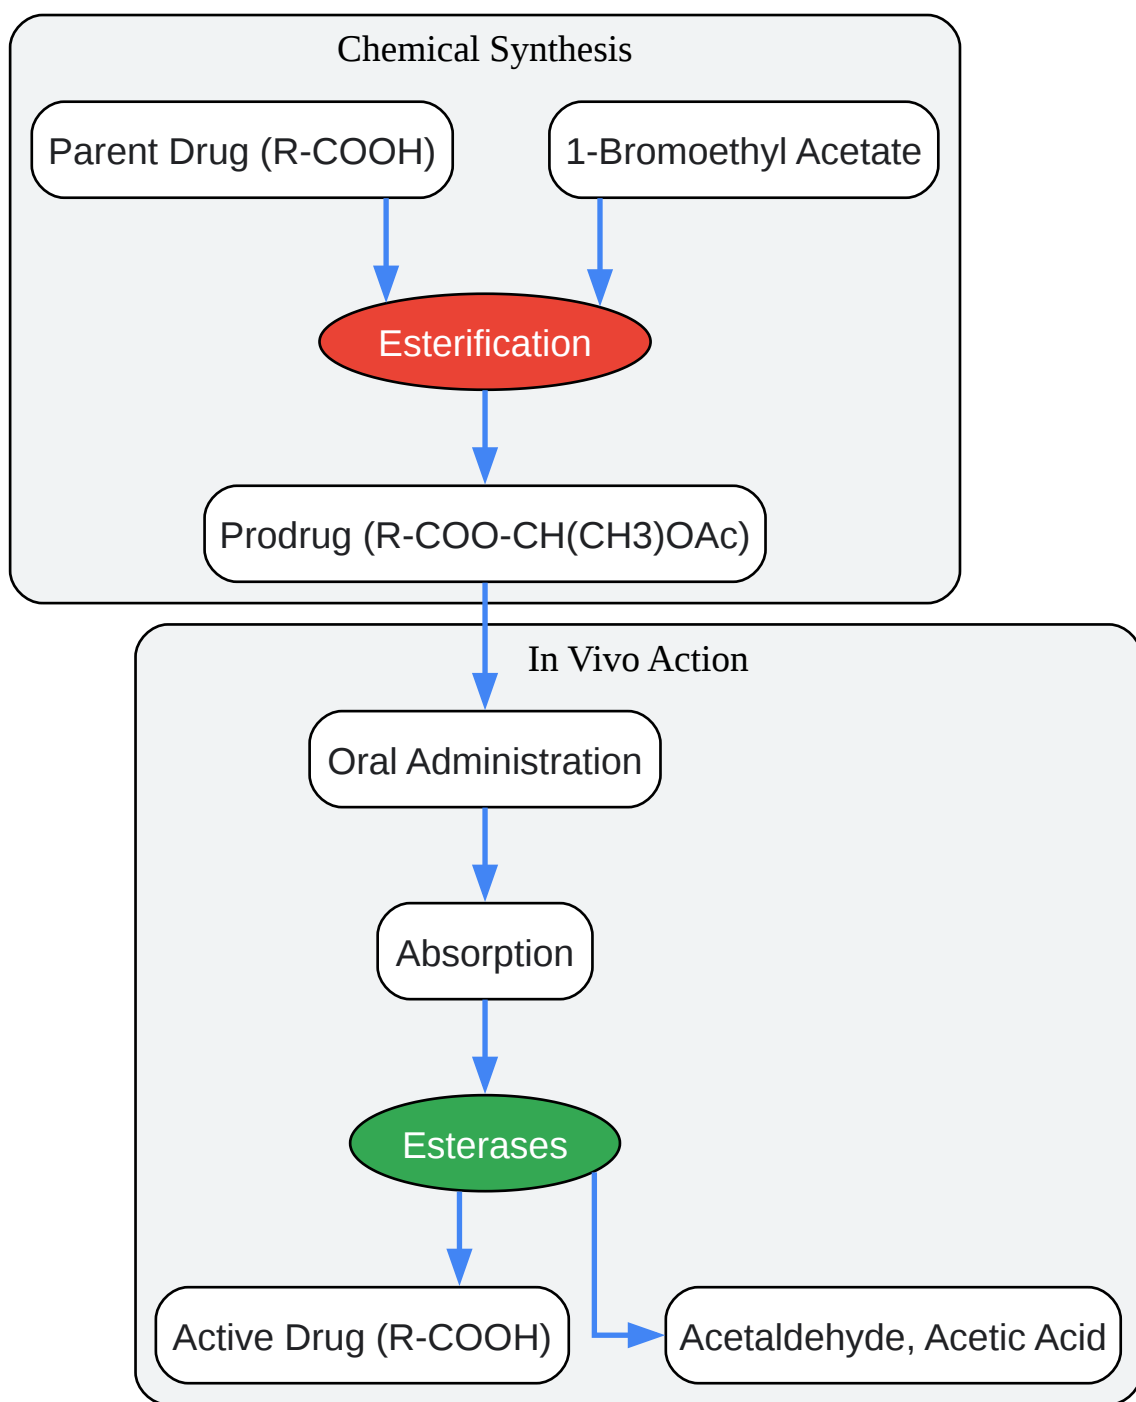 Chemical Synthesis
Parent Drug (R-COOH)
1-Bromoethyl Acetate
Esterification
Prodrug (R-COO-CH(CH3)OAc)
In Vivo Action
Oral Administration
Absorption
Esterases
Active Drug (R-COOH)
Acetaldehyde, Acetic Acid